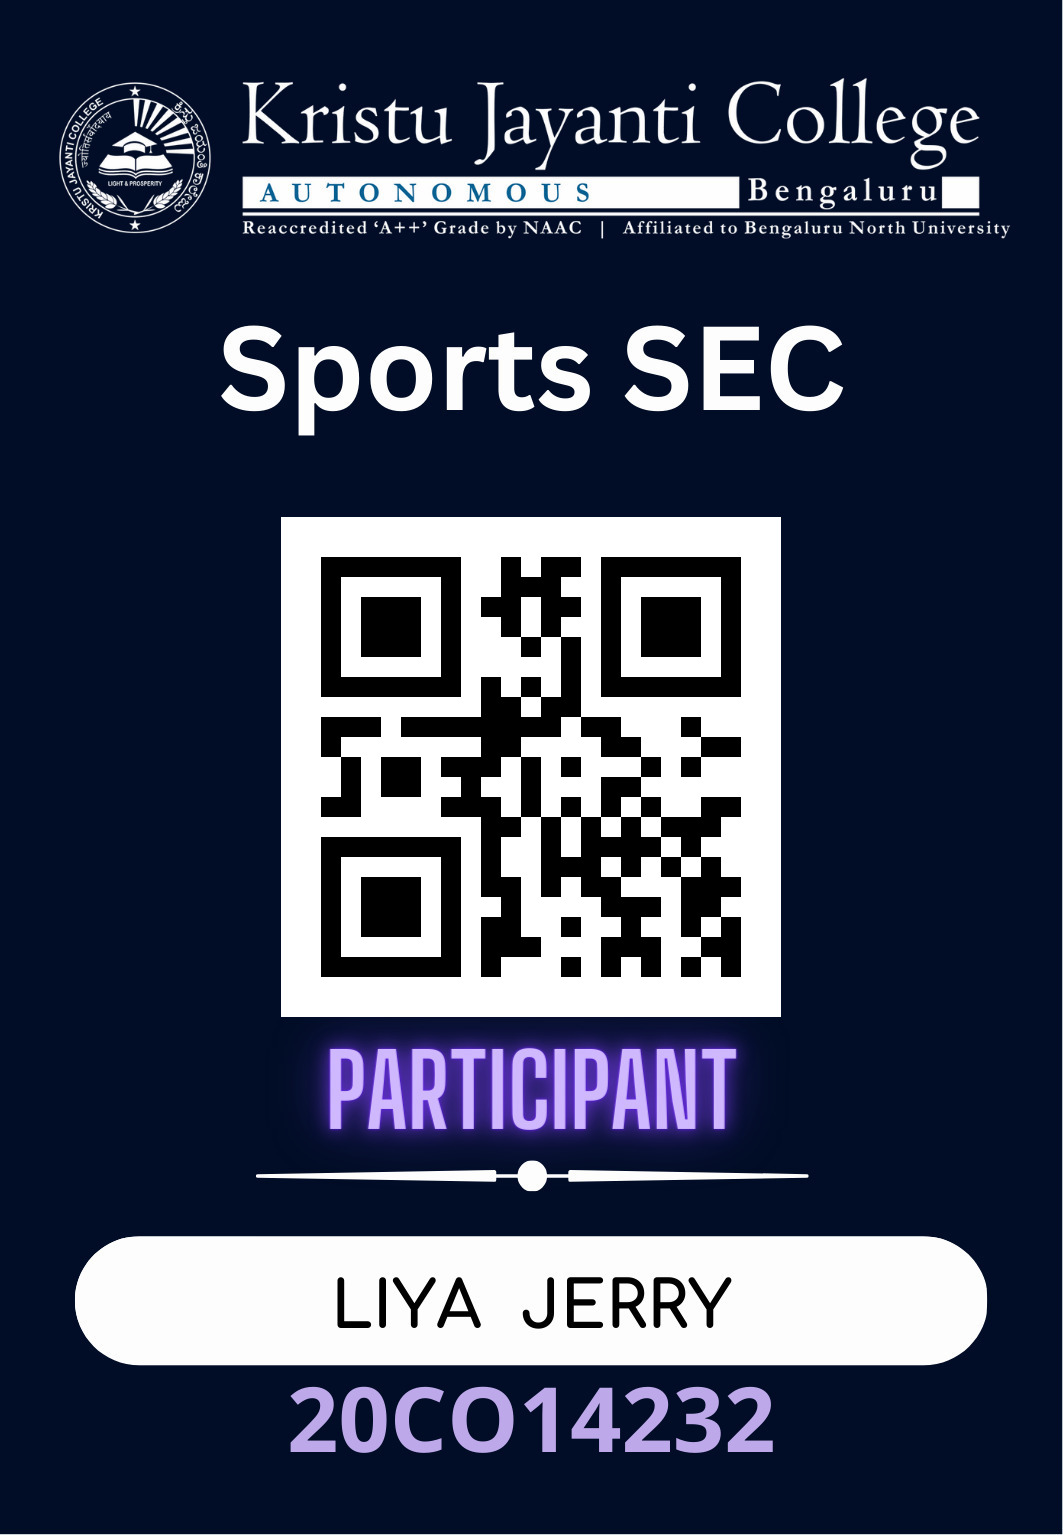 KRISTU JAYANTI COLLEGE
ज्योतिसंवादयाय
LIGHT & PROSPERITY
Kristu Jayanti College
AUTONOMOUS Bengaluru
Reaccredited ‘A++’ Grade by NAAC | Affiliated to Bengaluru North University
Sports SEC
PARTICIPANT
LIYA JERRY
20CO14232